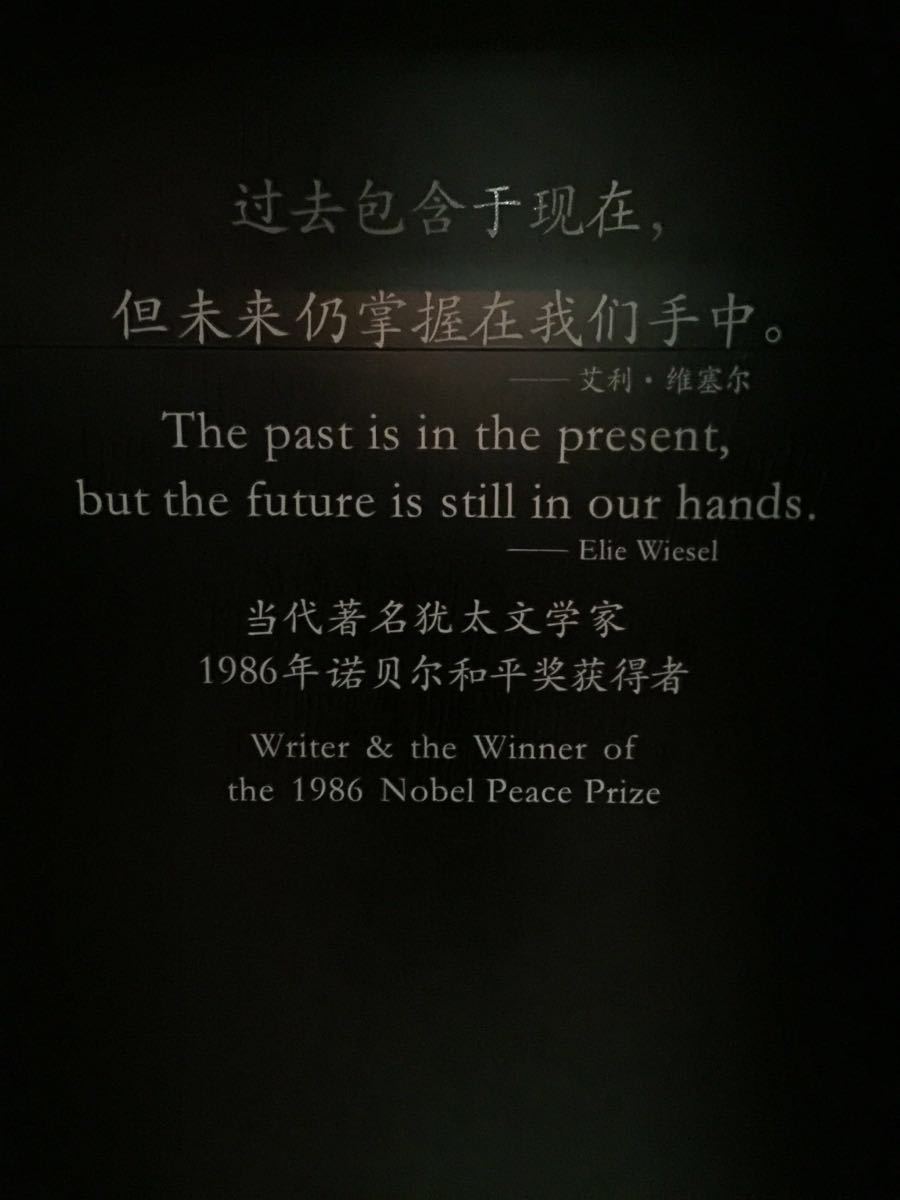 过去包含于现在，
但未来仍掌握在我们手中。
——艾利·维塞尔
The past is in the present,
but the future is still in our hands.
—— Elie Wiesel
当代著名犹太文学家
1986年诺贝尔和平奖获得者
Writer & the Winner of
the 1986 Nobel Peace Prize